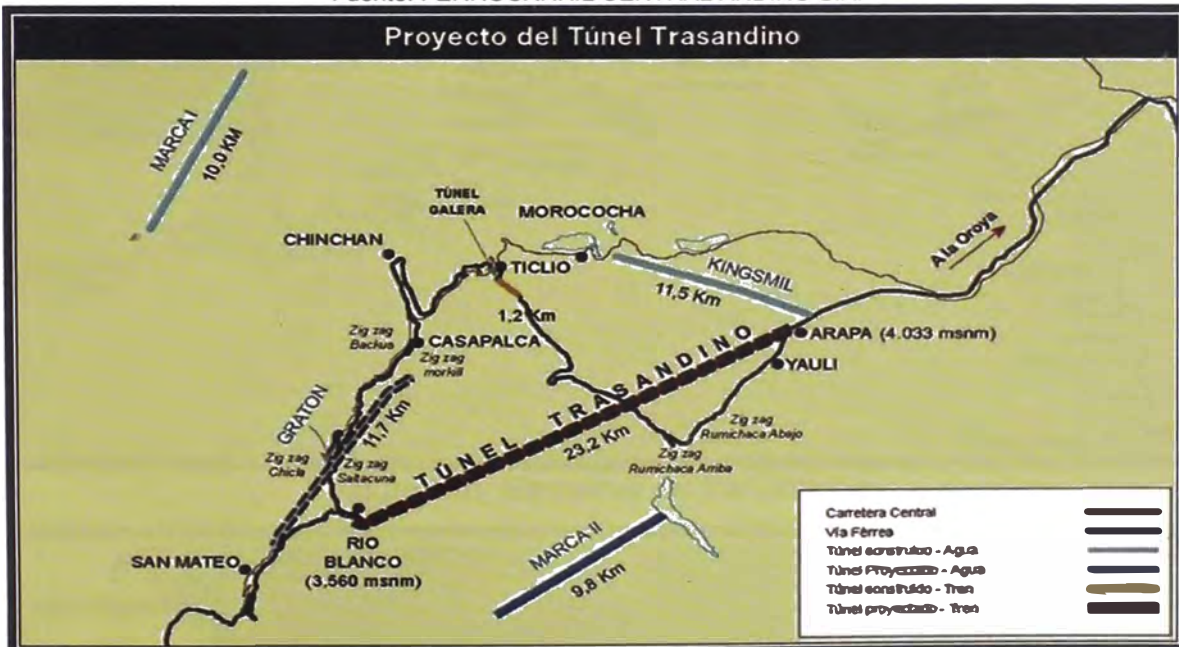 Proyecto del Túnel Trasandino
MARCA I
10,0 KM
TÚNEL
GALERA
MOROCOCHA
CHINCHAN
TICLIO
A la Oroya
KINGSMIL
11,5 Km
1,2 Km
Zig zag
Backus
CASAPALCA
Zig zag
morkill
ARAPA (4.033 msnm)
YAULI
TÚNEL TRASANDINO
23,2 Km
GRATON
11,7 Km
Zig zag
Chicla
Zig zag
Saltacuna
Zig zag
Rumichaca Abajo
Zig zag
Rumichaca Arriba
SAN MATEO
RIO
BLANCO
(3,560 msnm)
MARCA II
9,8 Km
Carretera Central
Vía Férrea
Túnel construido - Agua
Túnel Proyectado - Agua
Túnel construido - Tren
Túnel proyectado - Tren